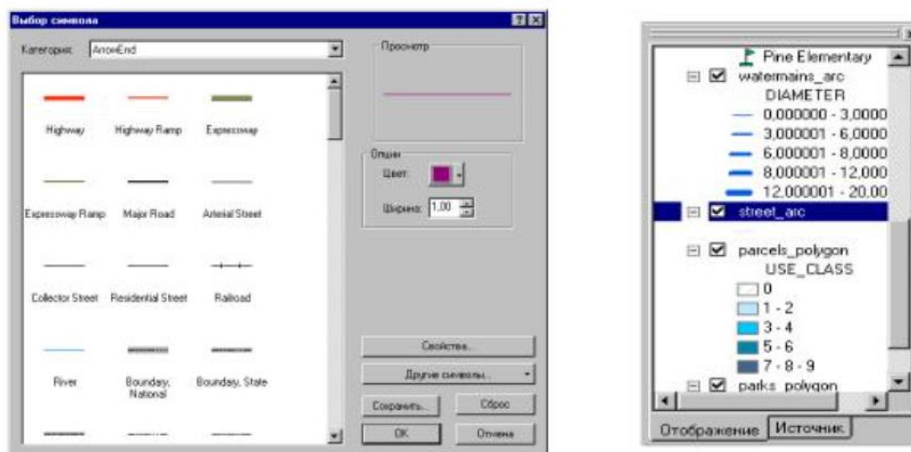 Выбор символа
Категория:
ArrowEnd
Просмотр
Highway
Highway Ramp
Expressway
Опции
Цвет:
Ширина: 1,00
Expressway Ramp
Major Road
Arterial Street
Collector Street
Residential Street
Railroad
Свойства...
Другие символы...
River
Boundary, National
Boundary, State
Сохранить...
Сброс
OK
Отмена
Pine Elementary
watermains_arc
DIAMETER
0,000000 - 3,0000
3,000001 - 6,0000
6,000001 - 8,0000
8,000001 - 12,000
12,000001 - 20,00
street_arc
parcels_polygon
USE_CLASS
0
1 - 2
3 - 4
5 - 6
7 - 8 - 9
parks_polygon
Отображение
Источник